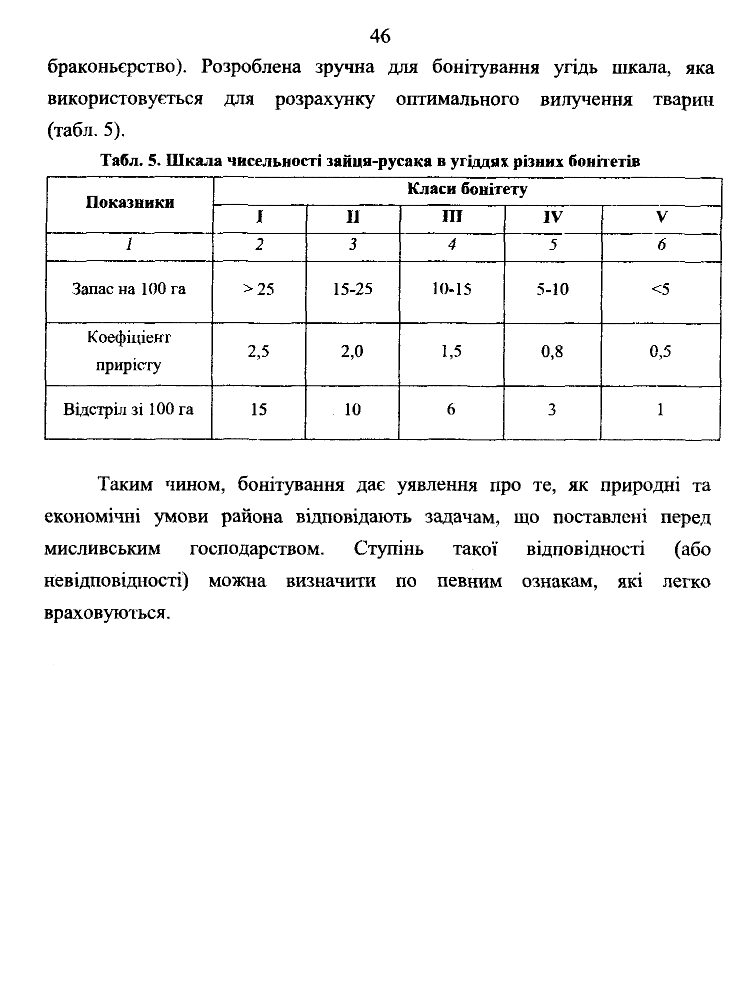 46
браконьєрство). Розроблена зручна для бонітування угідь шкала, яка
використовується для розрахунку оптимального вилучення тварин
(табл. 5).
Табл. 5. Шкала чисельності зайця-русака в угіддях різних бонітетів
Показники Класи бонітету
I II III IV V
1 2 3 4 5 6
Запас на 100 га > 25 15-25 10-15 5-10 <5
Коефіцієнт
прирісту 2,5 2,0 1,5 0,8 0,5
Відстріл зі 100 га 15 10 6 3 1
Таким чином, бонітування дає уявлення про те, як природні та
економічні умови района відповідають задачам, що поставлені перед
мисливським господарством. Ступінь такої відповідності (або
невідповідності) можна визначити по певним ознакам, які легко
враховуються.